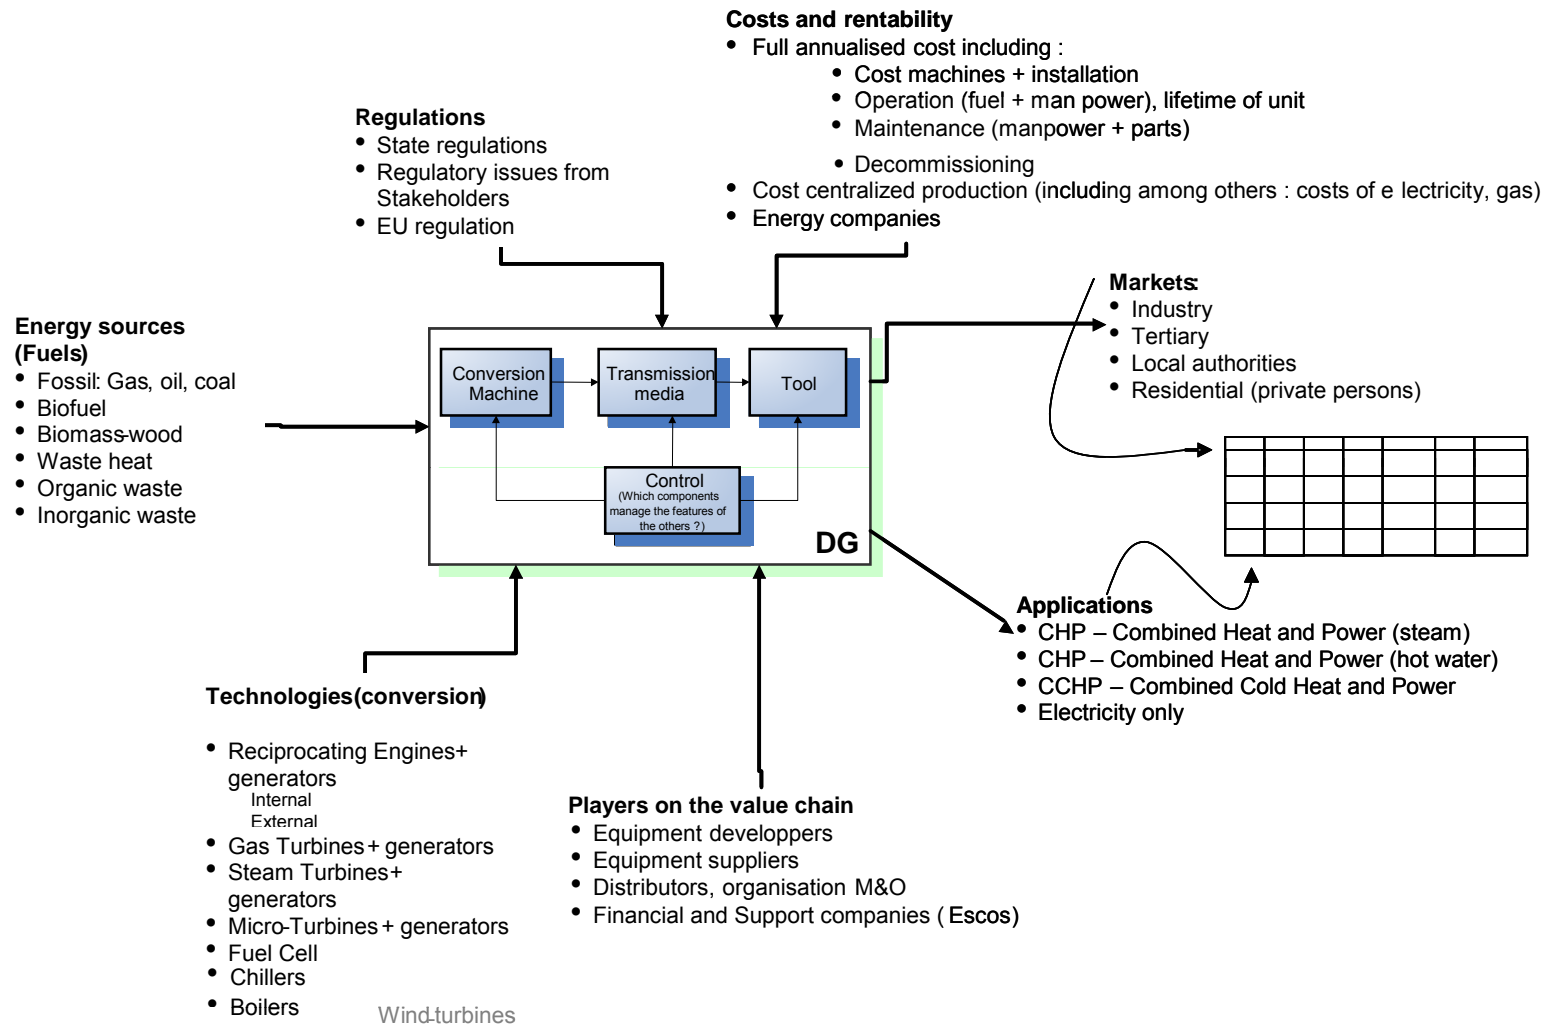 Costs and rentability
• Full annualised cost including :
• Cost machines + installation
• Operation (fuel + man power), lifetime of unit
• Maintenance (manpower + parts)
• Decommissioning
• Cost centralized production (including among others : costs of e lectricity, gas)
• Energy companies
Regulations
• State regulations
• Regulatory issues from
Stakeholders
• EU regulation
Energy sources
(Fuels)
• Fossil: Gas, oil, coal
• Biofuel
• Biomass-wood
• Waste heat
• Organic waste
• Inorganic waste
Conversion
Machine
Transmission
media
Tool
Control
(Which components
manage the features of
the others ?)
DG
Markets:
• Industry
• Tertiary
• Local authorities
• Residential (private persons)
Applications
• CHP – Combined Heat and Power (steam)
• CHP – Combined Heat and Power (hot water)
• CCHP – Combined Cold Heat and Power
• Electricity only
Technologies(conversion)
• Reciprocating Engines+
generators
Internal
External
• Gas Turbines + generators
• Steam Turbines+
generators
• Micro-Turbines + generators
• Fuel Cell
• Chillers
• Boilers
Wind-turbines
Players on the value chain
• Equipment developpers
• Equipment suppliers
• Distributors, organisation M&O
• Financial and Support companies ( Escos)